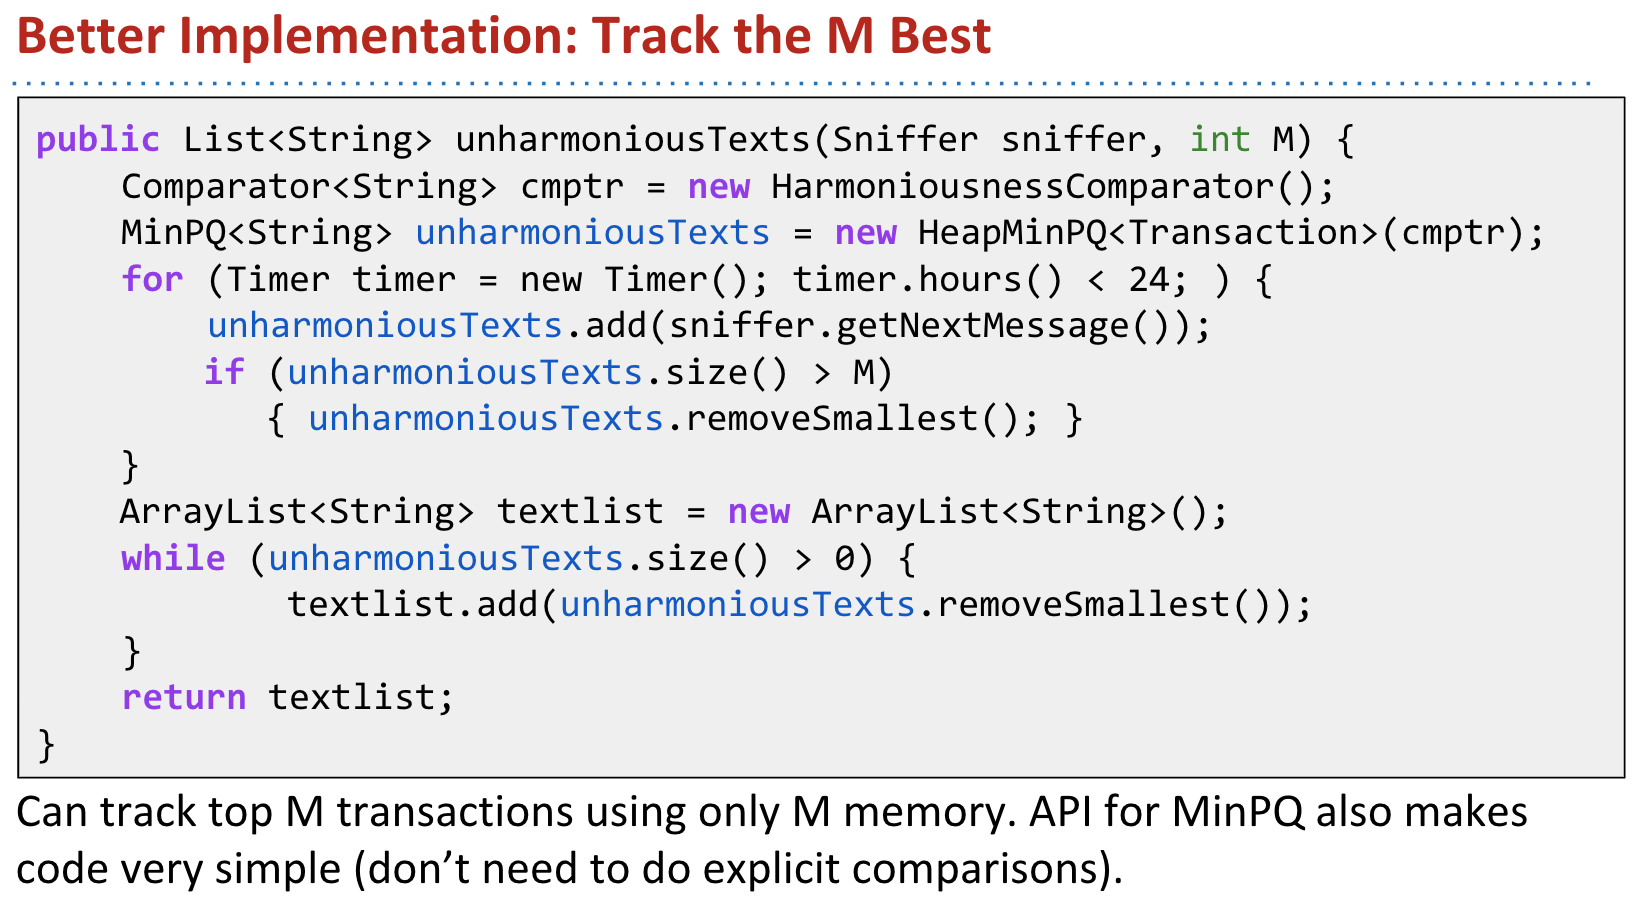 Better Implementation: Track the M Best
public List<String> unharmoniousTexts(Sniffer sniffer, int M) {
    Comparator<String> cmptr = new HarmoniousnessComparator();
    MinPQ<String> unharmoniousTexts = new HeapMinPQ<Transaction>(cmptr);
    for (Timer timer = new Timer(); timer.hours() < 24; ) {
        unharmoniousTexts.add(sniffer.getNextMessage());
        if (unharmoniousTexts.size() > M)
           { unharmoniousTexts.removeSmallest(); }
    }
    ArrayList<String> textlist = new ArrayList<String>();
    while (unharmoniousTexts.size() > 0) {
            textlist.add(unharmoniousTexts.removeSmallest());
    }
    return textlist;
}
Can track top M transactions using only M memory. API for MinPQ also makes
code very simple (don’t need to do explicit comparisons).